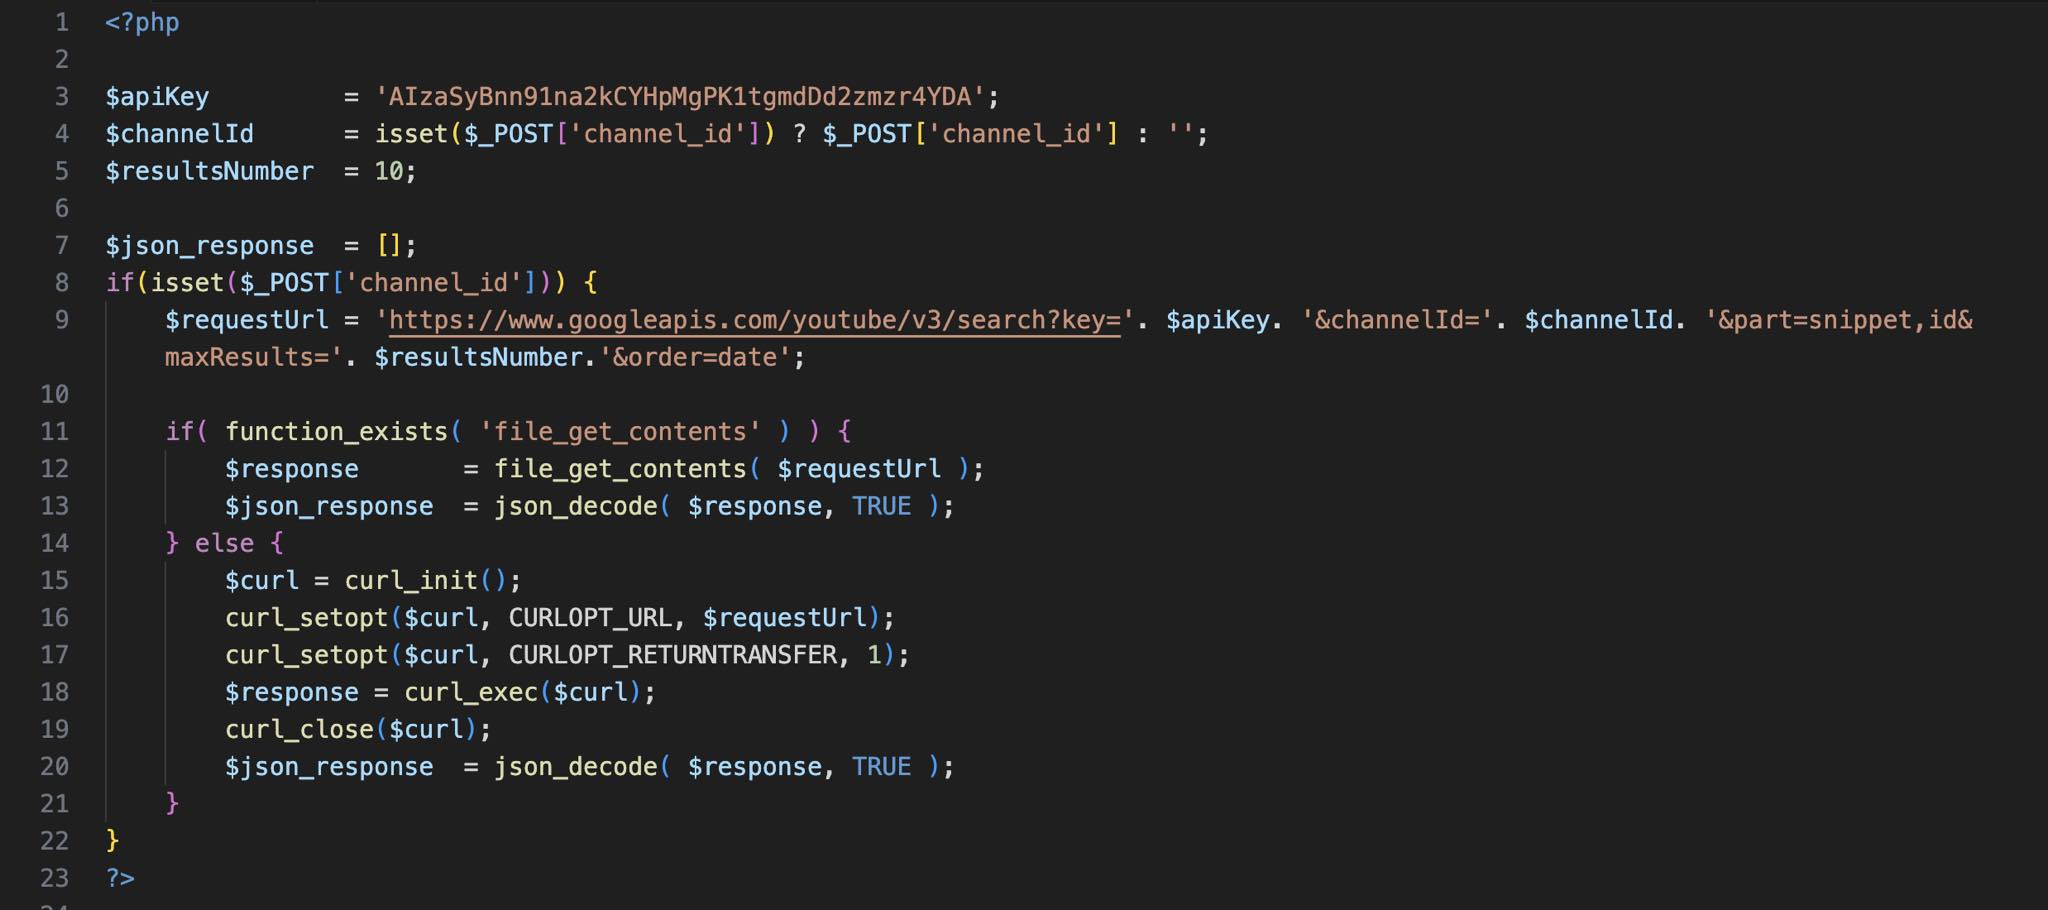 1 <?php
2
3 $apiKey         = 'AIzaSyBnn91na2kCYHpMgPK1tgmdDd2zmzr4YDA';
4 $channelId      = isset($_POST['channel_id']) ? $_POST['channel_id'] : '';
5 $resultsNumber  = 10;
6
7 $json_response  = [];
8 if(isset($_POST['channel_id'])) {
9     $requestUrl = 'https://www.googleapis.com/youtube/v3/search?key='. $apiKey. '&channelId='. $channelId. '&part=snippet,id&
    maxResults='. $resultsNumber.'&order=date';
10
11     if( function_exists( 'file_get_contents' ) ) {
12         $response       = file_get_contents( $requestUrl );
13         $json_response  = json_decode( $response, TRUE );
14     } else {
15         $curl = curl_init();
16         curl_setopt($curl, CURLOPT_URL, $requestUrl);
17         curl_setopt($curl, CURLOPT_RETURNTRANSFER, 1);
18         $response = curl_exec($curl);
19         curl_close($curl);
20         $json_response  = json_decode( $response, TRUE );
21     }
22 }
23 ?>